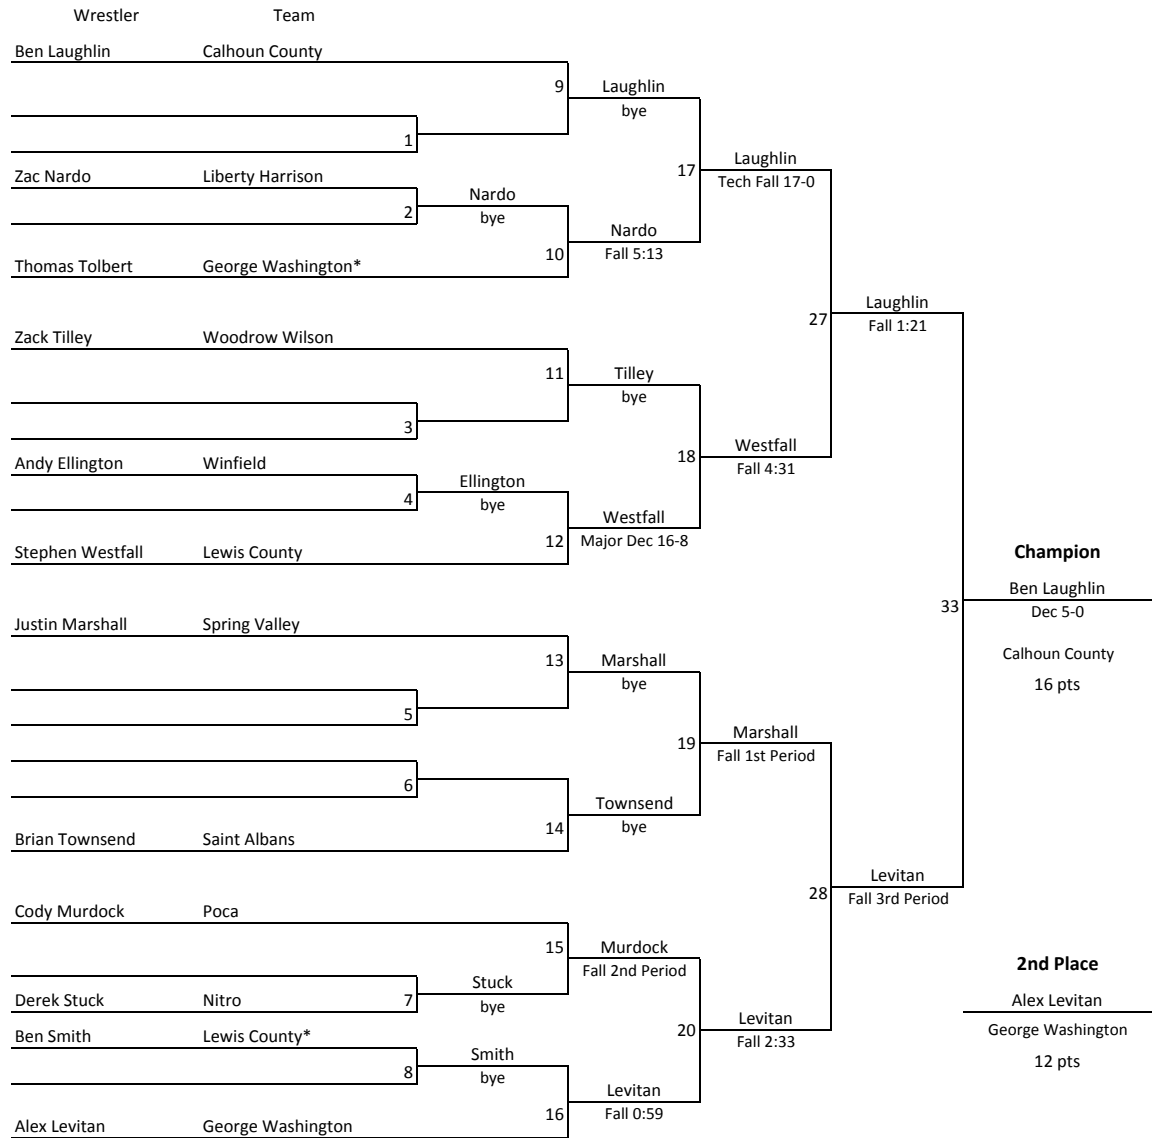 Wrestler Team
Ben Laughlin Calhoun County
9 Laughlin
bye
1
Laughlin
17 Tech Fall 17-0
Zac Nardo Liberty Harrison
Nardo
2 bye
Nardo
10 Fall 5:13
Thomas Tolbert George Washington*
Laughlin
27 Fall 1:21
Zack Tilley Woodrow Wilson
11 Tilley
bye
3
Westfall
18 Fall 4:31
Andy Ellington Winfield
Ellington
4 bye
Westfall
12 Major Dec 16-8
Stephen Westfall Lewis County
Champion
Ben Laughlin
33 Dec 5-0
Calhoun County
16 pts
Justin Marshall Spring Valley
13 Marshall
bye
5
Marshall
19 Fall 1st Period
6
Townsend
14 bye
Brian Townsend Saint Albans
Levitan
28 Fall 3rd Period
Cody Murdock Poca
15 Murdock
Fall 2nd Period
Stuck
Derek Stuck Nitro 7 bye
Levitan
20 Fall 2:33
Ben Smith Lewis County*
Smith
8 bye
Levitan
16 Fall 0:59
Alex Levitan George Washington
2nd Place
Alex Levitan
George Washington
12 pts